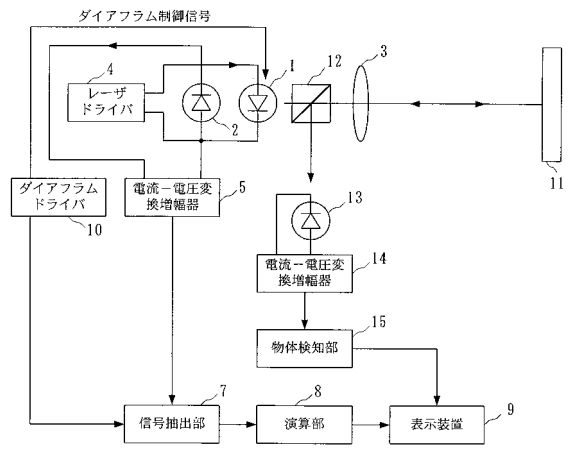 ダイアフラム制御信号
4
レーザ
ドライバ
2
1
12
3
11
ダイアフラム
ドライバ
10
電流－電圧変
換増幅器
5
13
電流－電圧変
換増幅器
14
物体検知部
15
信号抽出部
7
演算部
8
表示装置
9